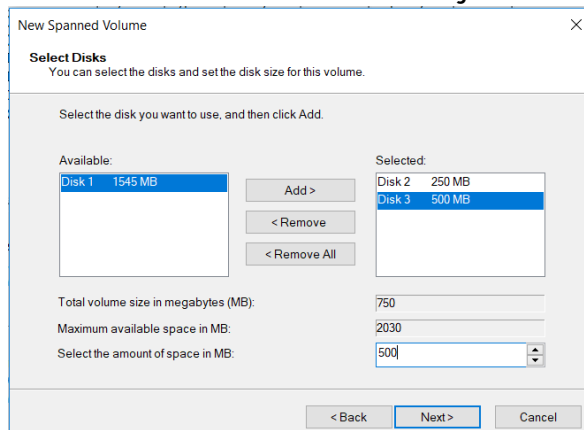 New Spanned Volume
Select Disks
You can select the disks and set the disk size for this volume.
Select the disk you want to use, and then click Add.
Available:
Selected:
Disk 1 1545 MB
Add >
Disk 2 250 MB
Disk 3 500 MB
< Remove
< Remove All
Total volume size in megabytes (MB): 750
Maximum available space in MB: 2030
Select the amount of space in MB: 500
< Back Next > Cancel